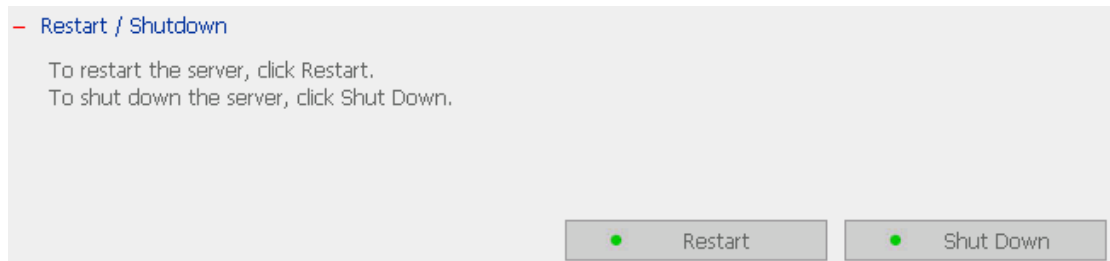 – Restart / Shutdown
To restart the server, click Restart.
To shut down the server, click Shut Down.
Restart
Shut Down